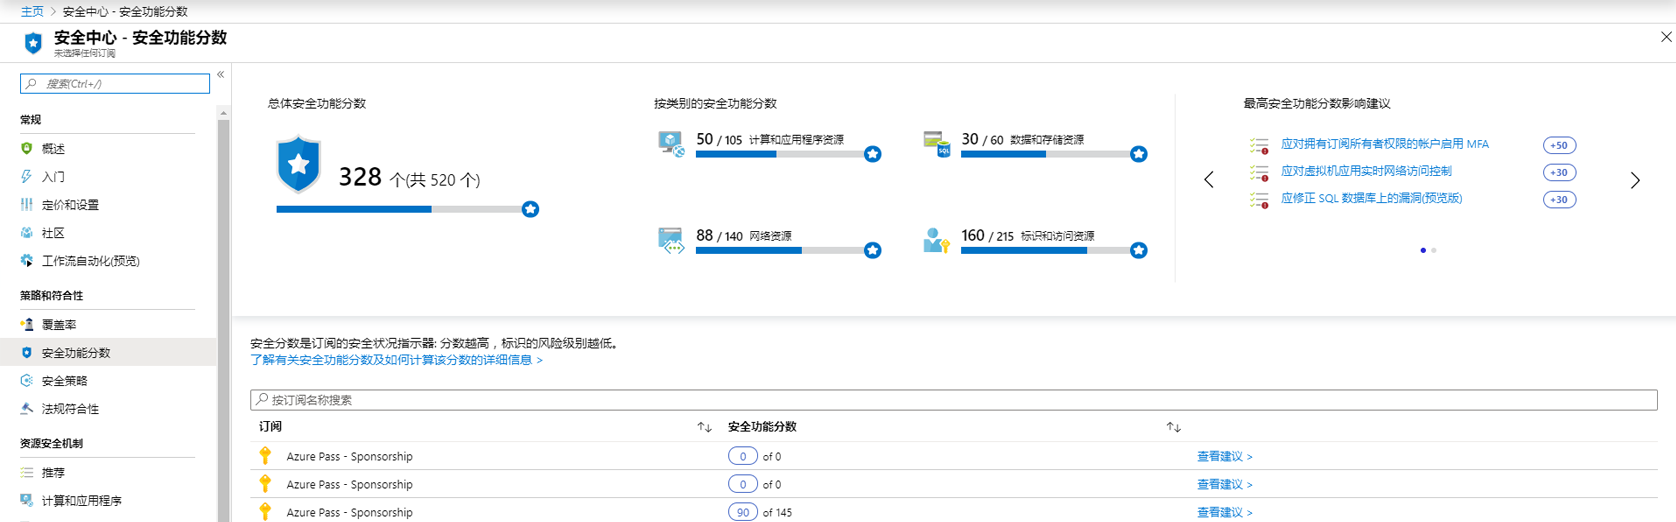 主页 > 安全中心 - 安全功能分数
安全中心 - 安全功能分数
未选择任何订阅
搜索(Ctrl+/)
常规
概述
入门
定价和设置
社区
工作流自动化(预览)
策略和符合性
覆盖率
安全功能分数
安全策略
法规符合性
资源安全机制
推荐
计算和应用程序
总体安全功能分数
328 个(共 520 个)
按类别的安全功能分数
50 / 105 计算和应用程序资源
30 / 60 数据和存储资源
88 / 140 网络资源
160 / 215 标识和访问资源
最高安全功能分数影响建议
应对拥有订阅所有者权限的帐户启用 MFA +50
应对虚拟机应用实时网络访问控制 +30
应修正 SQL 数据库上的漏洞(预览版) +30
安全分数是订阅的安全状况指示器: 分数越高，标识的风险级别越低。
了解有关安全功能分数及如何计算该分数的详细信息 >
按订阅名称搜索
订阅 ↑↓ 安全功能分数 ↑↓
Azure Pass - Sponsorship 0 of 0 查看建议 >
Azure Pass - Sponsorship 0 of 0 查看建议 >
Azure Pass - Sponsorship 90 of 145 查看建议 >